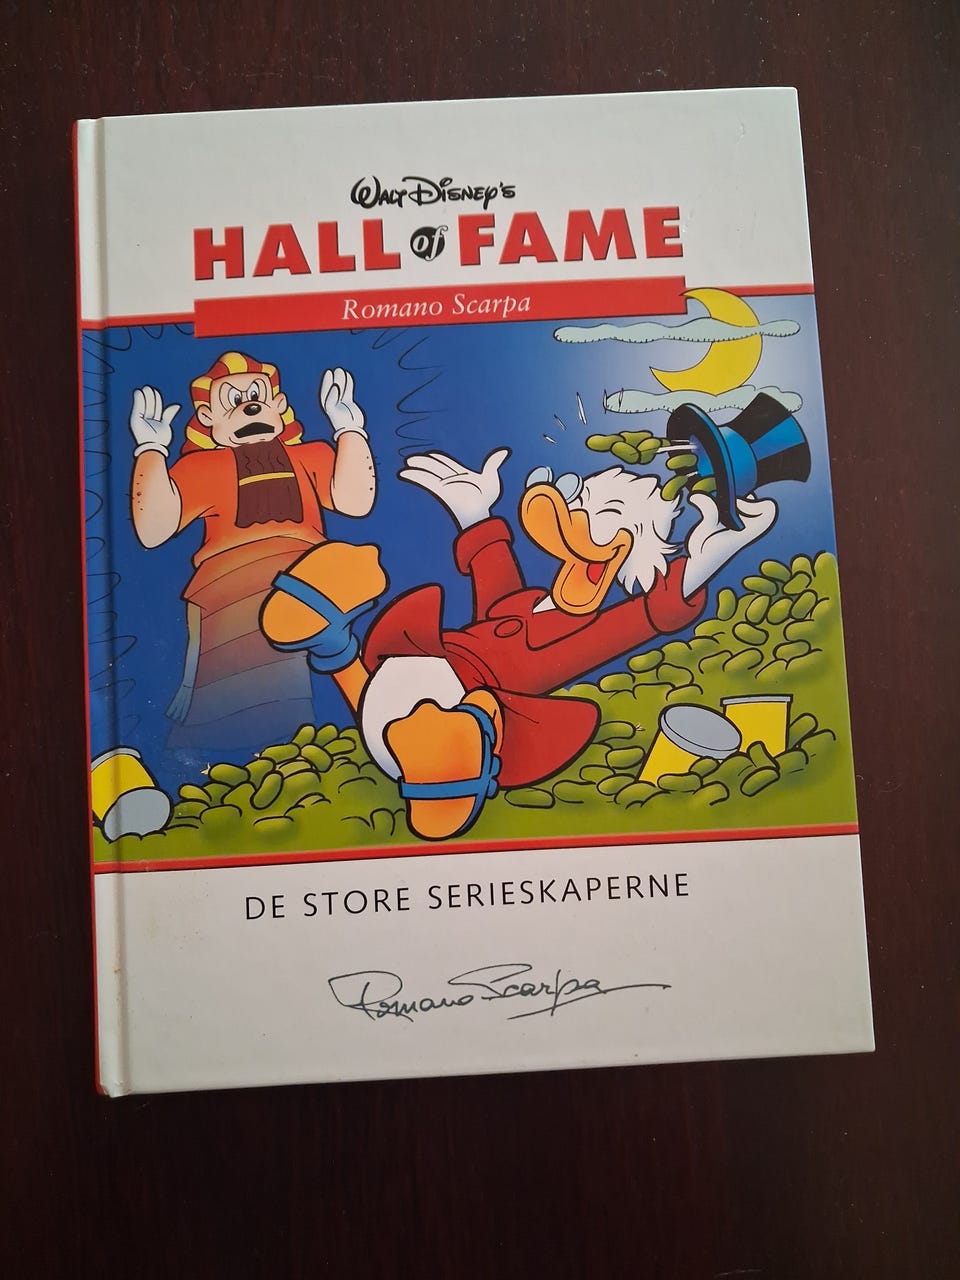 WALT DISNEY'S
HALL of FAME
Romano Scarpa
DE STORE SERIESKAPERNE
Romano Scarpa